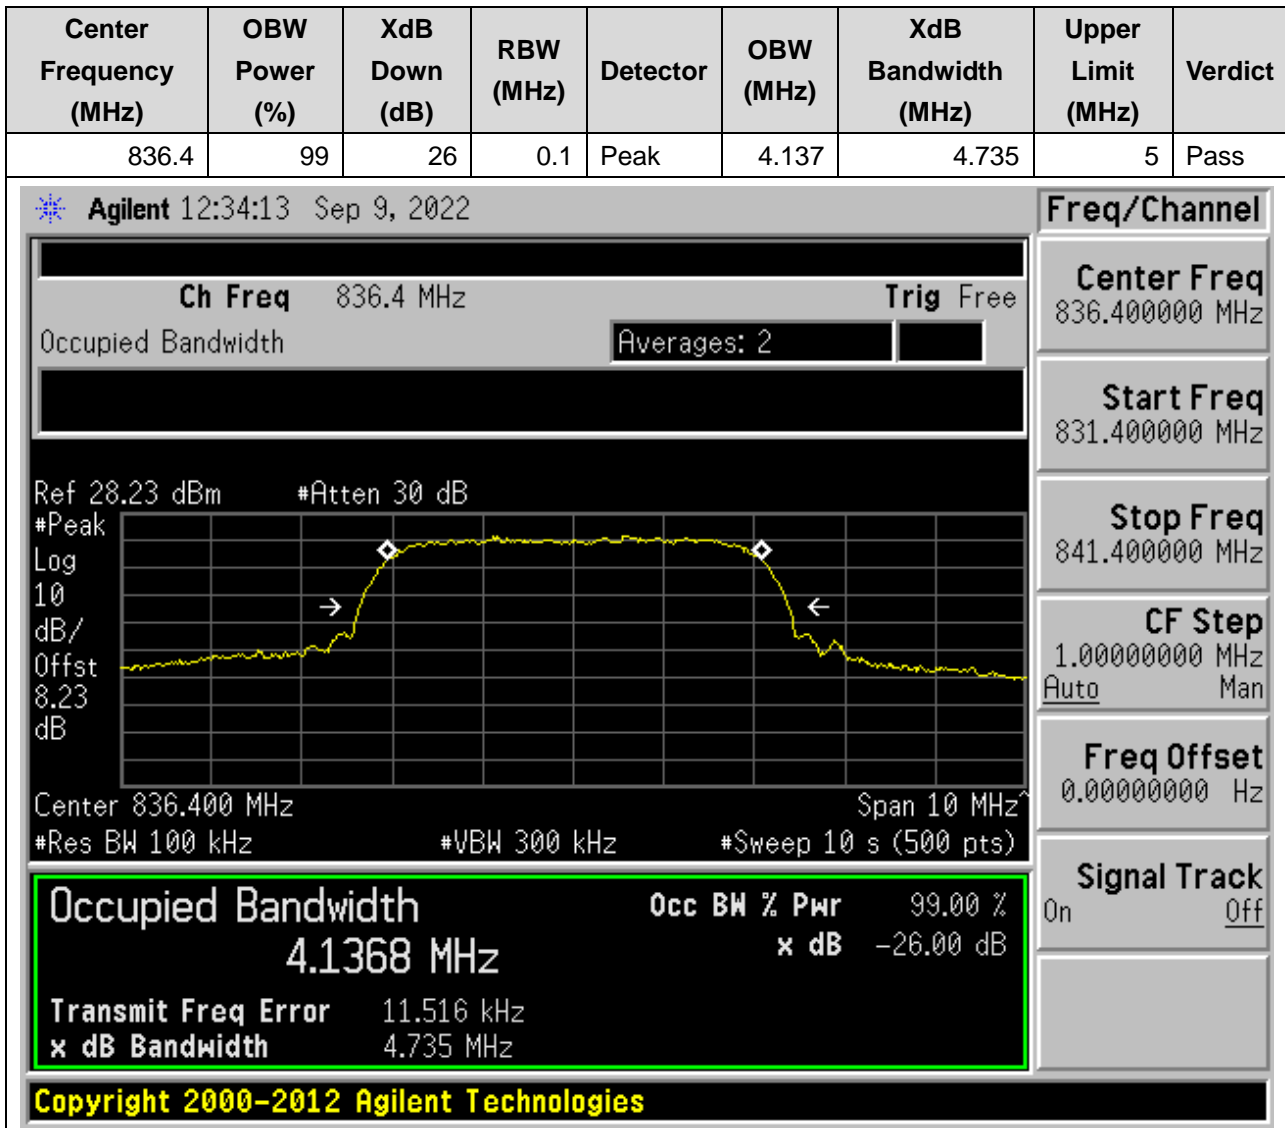 Center Frequency (MHz) OBW Power (%) XdB Down (dB) RBW (MHz) Detector OBW (MHz) XdB Bandwidth (MHz) Upper Limit (MHz) Verdict
836.4 99 26 0.1 Peak 4.137 4.735 5 Pass
Agilent 12:34:13 Sep 9, 2022
Ch Freq 836.4 MHz Trig Free
Occupied Bandwidth Averages: 2
Ref 28.23 dBm #Atten 30 dB
#Peak
Log
10
dB/
Offst
8.23
dB
Center 836.400 MHz Span 10 MHz^
#Res BW 100 kHz #VBW 300 kHz #Sweep 10 s (500 pts)
Occupied Bandwidth Occ BW % Pwr 99.00 %
4.1368 MHz x dB -26.00 dB
Transmit Freq Error 11.516 kHz
x dB Bandwidth 4.735 MHz
Copyright 2000-2012 Agilent Technologies
Freq/Channel
Center Freq
836.400000 MHz
Start Freq
831.400000 MHz
Stop Freq
841.400000 MHz
CF Step
1.00000000 MHz
Auto Man
Freq Offset
0.00000000 Hz
Signal Track
On Off